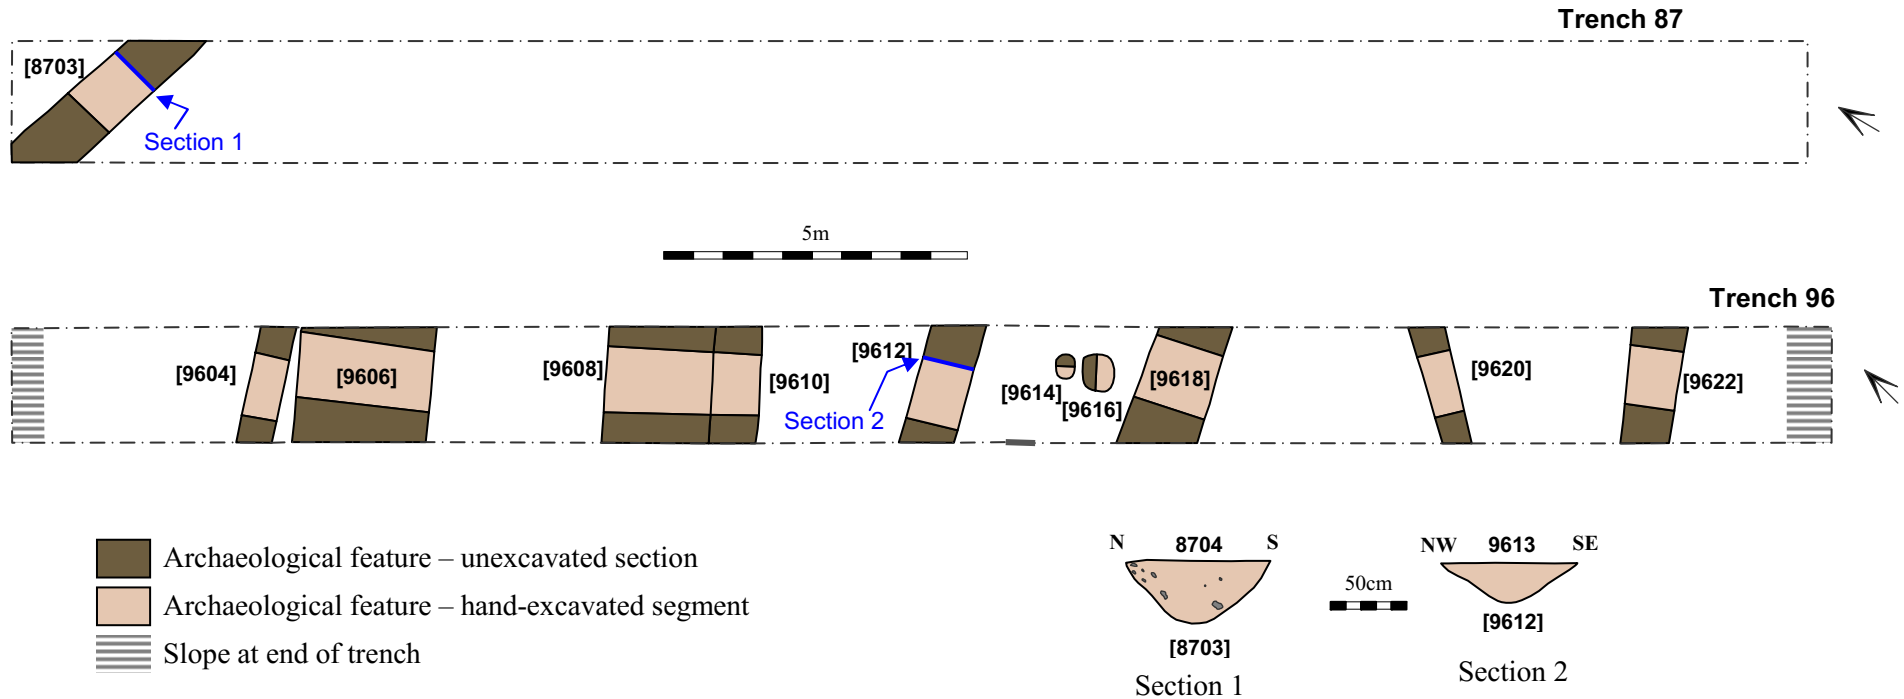 Trench 87
[8703]
Section 1
5m
Trench 96
[9604]
[9606]
[9608]
[9610]
[9612]
Section 2
[9614]
[9616]
[9618]
[9620]
[9622]
Archaeological feature – unexcavated section
Archaeological feature – hand-excavated segment
Slope at end of trench
N 8704 S
[8703]
Section 1
50cm
NW 9613 SE
[9612]
Section 2